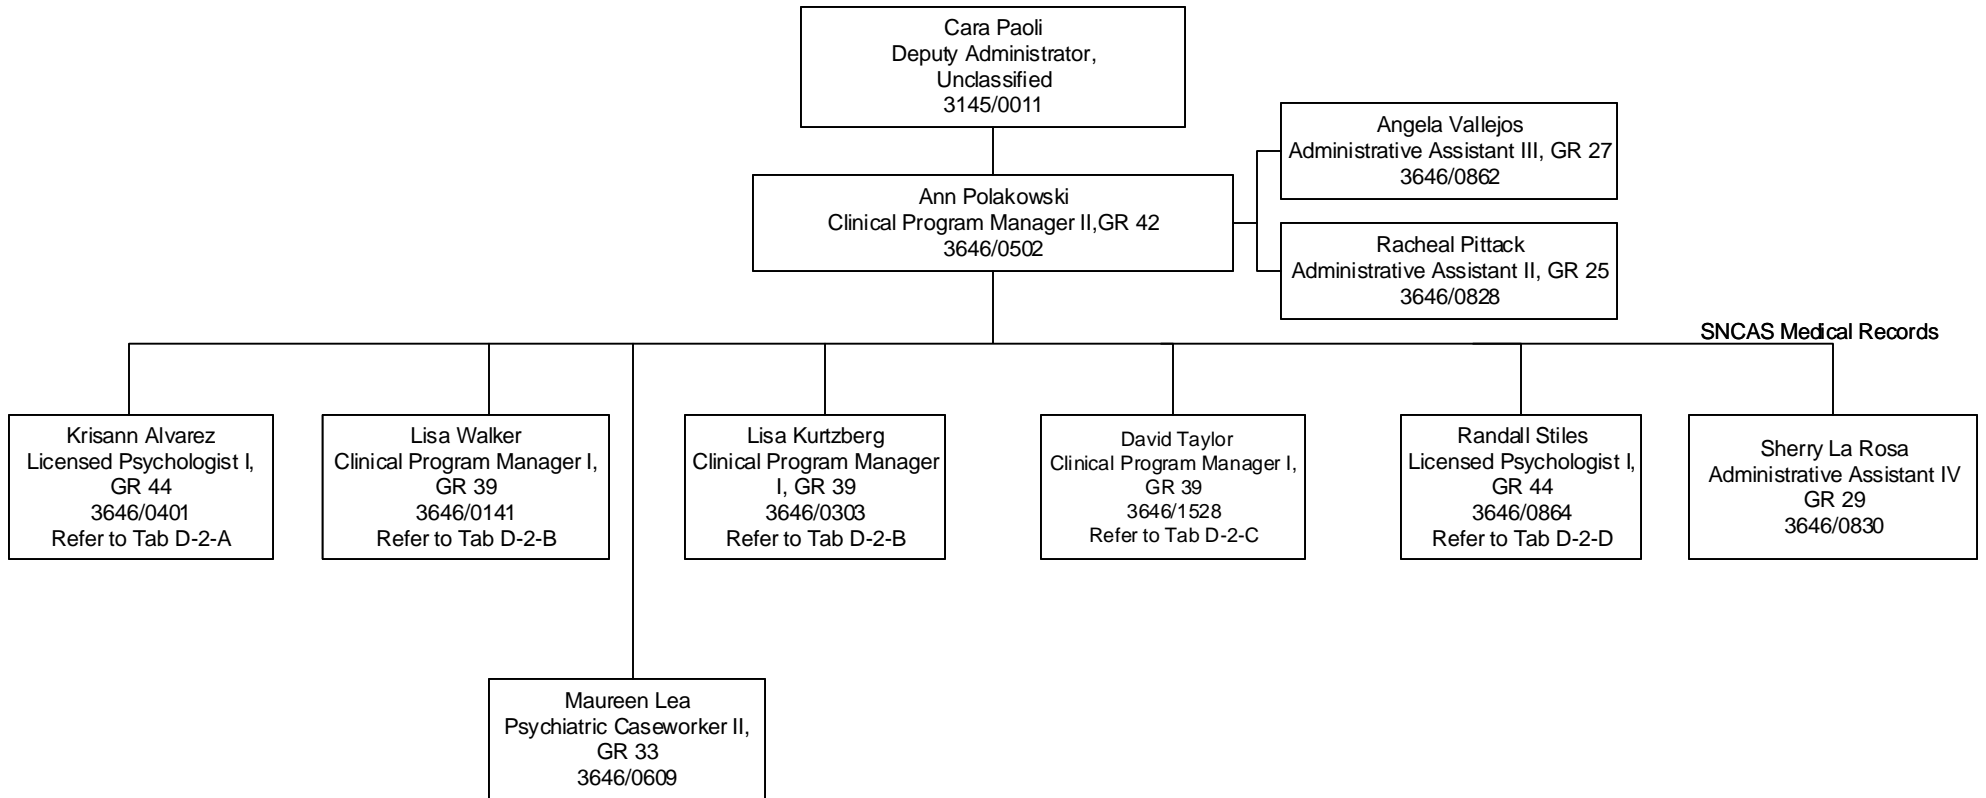 Cara Paoli
Deputy Administrator,
Unclassified
3145/0011
Angela Vallejos
Administrative Assistant III, GR 27
3646/0862
Ann Polakowski
Clinical Program Manager II,GR 42
3646/0502
Racheal Pittack
Administrative Assistant II, GR 25
3646/0828
SNCAS Medical Records
Krisann Alvarez
Licensed Psychologist I,
GR 44
3646/0401
Refer to Tab D-2-A
Lisa Walker
Clinical Program Manager I,
GR 39
3646/0141
Refer to Tab D-2-B
Lisa Kurtzberg
Clinical Program Manager
I, GR 39
3646/0303
Refer to Tab D-2-B
David Taylor
Clinical Program Manager I,
GR 39
3646/1528
Refer to Tab D-2-C
Randall Stiles
Licensed Psychologist I,
GR 44
3646/0864
Refer to Tab D-2-D
Sherry La Rosa
Administrative Assistant IV
GR 29
3646/0830
Maureen Lea
Psychiatric Caseworker II,
GR 33
3646/0609